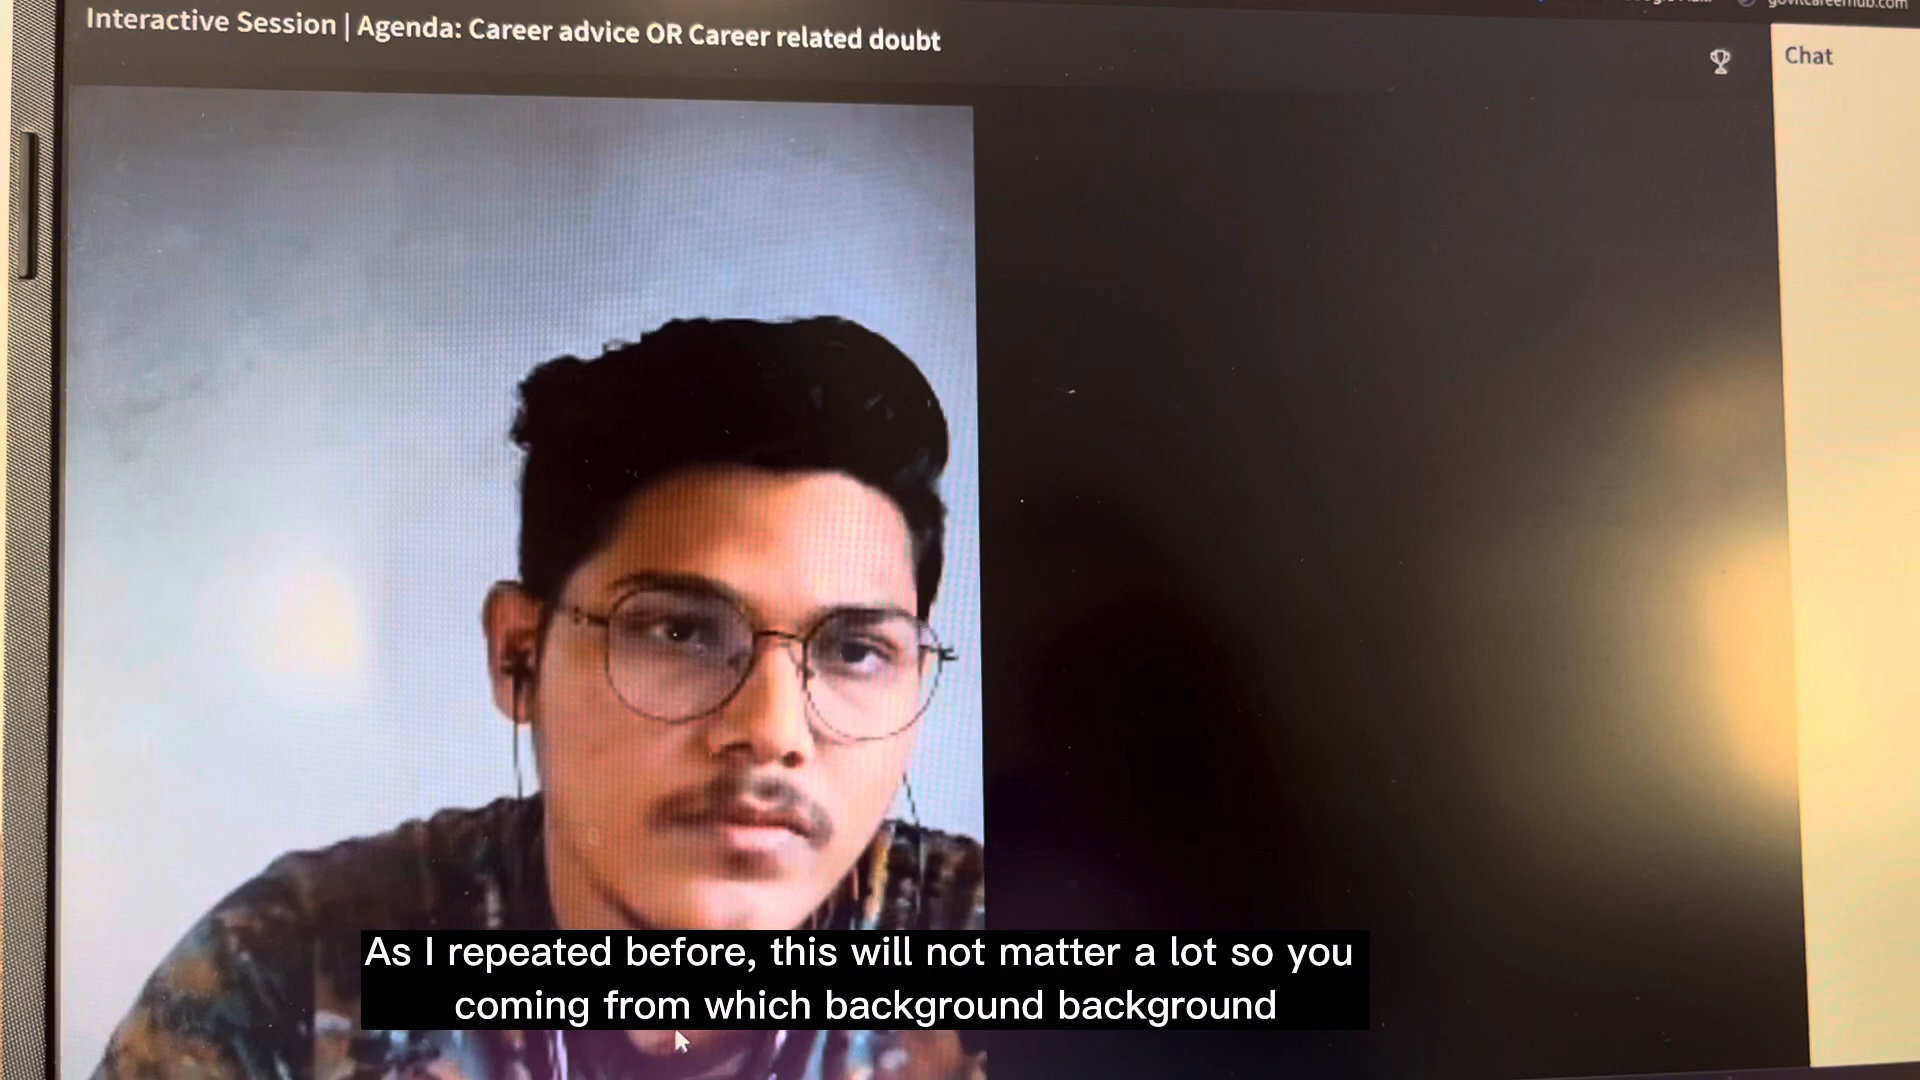 Interactive Session | Agenda: Career advice OR Career related doubt
Chat
As I repeated before, this will not matter a lot so you
coming from which background background